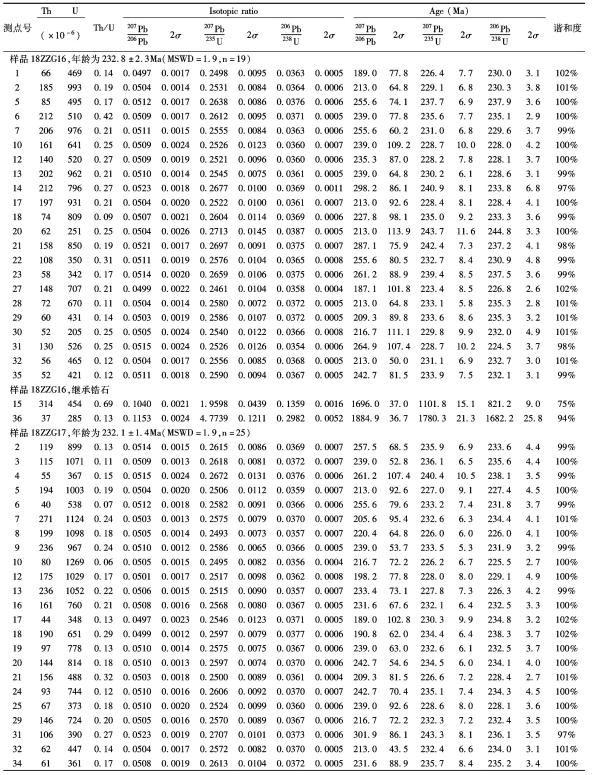 测点号 Th U Th/U Isotopic ratio Age (Ma) 谐和度
(×10-6) 207Pb/206Pb 2σ 207Pb/235U 2σ 206Pb/238U 2σ 207Pb/206Pb 2σ 207Pb/235U 2σ 206Pb/238U 2σ
样品18ZZG16,年龄为232.8±2.3Ma(MSWD=1.9,n=19)
1 66 469 0.14 0.0497 0.0017 0.2498 0.0095 0.0363 0.0005 189.0 77.8 226.4 7.7 230.0 3.1 102%
2 185 993 0.19 0.0504 0.0014 0.2531 0.0084 0.0364 0.0006 213.0 64.8 229.1 6.8 230.3 3.8 101%
5 85 495 0.17 0.0512 0.0017 0.2638 0.0086 0.0376 0.0006 255.6 74.1 237.7 6.9 237.9 3.6 100%
6 212 510 0.42 0.0509 0.0017 0.2612 0.0095 0.0371 0.0005 239.0 77.8 235.6 7.7 235.1 2.9 100%
7 206 976 0.21 0.0511 0.0015 0.2555 0.0084 0.0363 0.0006 255.6 60.2 231.0 6.8 229.6 3.7 99%
10 161 641 0.25 0.0509 0.0024 0.2526 0.0123 0.0360 0.0007 239.0 109.2 228.7 10.0 228.0 4.2 100%
12 140 520 0.27 0.0509 0.0019 0.2521 0.0096 0.0360 0.0006 235.3 87.0 228.2 7.8 228.1 3.7 100%
13 202 962 0.21 0.0510 0.0014 0.2545 0.0075 0.0361 0.0005 239.0 64.8 230.2 6.1 228.6 3.1 99%
14 212 796 0.27 0.0523 0.0018 0.2677 0.0100 0.0369 0.0011 298.2 86.1 240.9 8.1 233.8 6.8 97%
17 197 931 0.21 0.0504 0.0020 0.2522 0.0100 0.0361 0.0007 213.0 92.6 228.4 8.1 228.4 4.1 100%
18 74 809 0.09 0.0507 0.0021 0.2604 0.0114 0.0369 0.0006 227.8 98.1 235.0 9.2 233.3 3.6 99%
20 62 251 0.25 0.0504 0.0026 0.2713 0.0145 0.0387 0.0005 213.0 113.9 243.7 11.6 244.8 3.3 100%
21 158 850 0.19 0.0521 0.0017 0.2697 0.0091 0.0375 0.0007 287.1 75.9 242.4 7.3 237.2 4.1 98%
22 108 350 0.31 0.0511 0.0019 0.2576 0.0104 0.0365 0.0008 255.6 80.5 232.7 8.4 230.9 4.8 99%
23 58 342 0.17 0.0514 0.0020 0.2659 0.0106 0.0375 0.0006 261.2 88.9 239.4 8.5 237.5 3.6 99%
27 148 707 0.21 0.0499 0.0022 0.2461 0.0104 0.0358 0.0004 187.1 101.8 223.4 8.5 226.8 2.6 102%
28 72 670 0.11 0.0504 0.0014 0.2580 0.0072 0.0372 0.0005 213.0 64.8 233.1 5.8 235.3 2.8 101%
29 60 431 0.14 0.0503 0.0019 0.2586 0.0107 0.0372 0.0005 209.3 89.8 233.6 8.6 235.3 3.2 101%
30 52 205 0.25 0.0505 0.0024 0.2540 0.0122 0.0366 0.0008 216.7 111.1 229.8 9.9 232.0 4.9 101%
31 130 526 0.25 0.0515 0.0024 0.2526 0.0126 0.0354 0.0006 264.9 107.4 228.7 10.2 224.5 3.7 98%
32 56 465 0.12 0.0504 0.0017 0.2556 0.0085 0.0368 0.0005 213.0 50.0 231.1 6.9 232.7 3.0 101%
35 52 421 0.12 0.0511 0.0018 0.2590 0.0094 0.0367 0.0005 242.7 81.5 233.9 7.5 232.1 3.1 99%
样品18ZZG16,继承锆石
15 314 454 0.69 0.1040 0.0021 1.9598 0.0439 0.1359 0.0016 1696.0 37.0 1101.8 15.1 821.2 9.0 75%
36 37 285 0.13 0.1153 0.0024 4.7739 0.1211 0.2982 0.0052 1884.9 36.7 1780.3 21.3 1682.2 25.8 94%
样品18ZZG17,年龄为232.1±1.4Ma(MSWD=1.9,n=25)
2 119 899 0.13 0.0514 0.0015 0.2615 0.0086 0.0369 0.0007 257.5 68.5 235.9 6.9 233.6 4.4 99%
3 115 1071 0.11 0.0509 0.0013 0.2618 0.0081 0.0372 0.0007 239.0 52.8 236.1 6.5 235.6 4.4 100%
4 55 367 0.15 0.0515 0.0024 0.2672 0.0131 0.0376 0.0006 261.2 107.4 240.4 10.5 238.1 3.5 99%
5 194 1003 0.19 0.0504 0.0020 0.2506 0.0112 0.0359 0.0007 213.0 92.6 227.0 9.1 227.4 4.5 100%
6 40 538 0.07 0.0512 0.0018 0.2582 0.0091 0.0366 0.0006 255.6 79.6 233.2 7.4 231.8 3.7 99%
7 271 1124 0.24 0.0503 0.0013 0.2575 0.0079 0.0370 0.0007 205.6 95.4 232.6 6.3 234.4 4.1 101%
8 199 1098 0.18 0.0505 0.0014 0.2493 0.0073 0.0357 0.0007 220.4 64.8 226.0 6.0 226.0 4.1 100%
9 236 967 0.24 0.0510 0.0012 0.2586 0.0065 0.0366 0.0005 239.0 53.7 233.5 5.3 231.9 3.2 99%
10 80 1269 0.06 0.0505 0.0015 0.2495 0.0082 0.0356 0.0004 216.7 72.2 226.2 6.7 225.5 2.7 100%
12 175 1029 0.17 0.0501 0.0017 0.2517 0.0098 0.0362 0.0008 198.2 77.8 228.0 8.0 229.1 4.9 100%
13 236 1052 0.22 0.0506 0.0015 0.2515 0.0090 0.0357 0.0007 233.4 73.1 227.8 7.3 226.3 4.2 99%
16 161 760 0.21 0.0508 0.0016 0.2568 0.0080 0.0367 0.0005 231.6 67.6 232.1 6.4 232.5 3.3 100%
17 44 348 0.13 0.0497 0.0023 0.2546 0.0123 0.0371 0.0005 189.0 102.8 230.3 9.9 234.8 3.2 102%
18 190 651 0.29 0.0499 0.0012 0.2597 0.0079 0.0377 0.0006 190.8 62.0 234.4 6.4 238.3 3.7 102%
19 97 778 0.13 0.0510 0.0014 0.2575 0.0075 0.0367 0.0006 239.0 63.0 232.6 6.1 232.5 3.7 100%
20 144 814 0.18 0.0510 0.0013 0.2597 0.0074 0.0370 0.0006 242.7 54.6 234.5 6.0 234.1 4.0 100%
21 156 488 0.32 0.0503 0.0018 0.2500 0.0089 0.0361 0.0004 209.3 81.5 226.6 7.2 228.4 2.7 101%
24 93 744 0.12 0.0510 0.0016 0.2606 0.0092 0.0370 0.0007 242.7 70.4 235.1 7.4 234.3 4.5 100%
25 67 373 0.18 0.0510 0.0020 0.2524 0.0099 0.0360 0.0006 239.0 92.6 228.6 8.0 228.1 3.6 100%
29 146 724 0.20 0.0505 0.0016 0.2570 0.0089 0.0367 0.0006 216.7 72.2 232.3 7.2 232.4 3.5 100%
31 106 390 0.27 0.0523 0.0019 0.2707 0.0101 0.0373 0.0006 301.9 86.1 243.3 8.1 236.1 3.5 97%
32 62 447 0.14 0.0504 0.0017 0.2572 0.0082 0.0370 0.0005 213.0 43.5 232.4 6.6 234.0 3.1 101%
34 61 361 0.17 0.0508 0.0019 0.2613 0.0104 0.0372 0.0005 231.6 88.9 235.7 8.4 235.2 3.4 100%